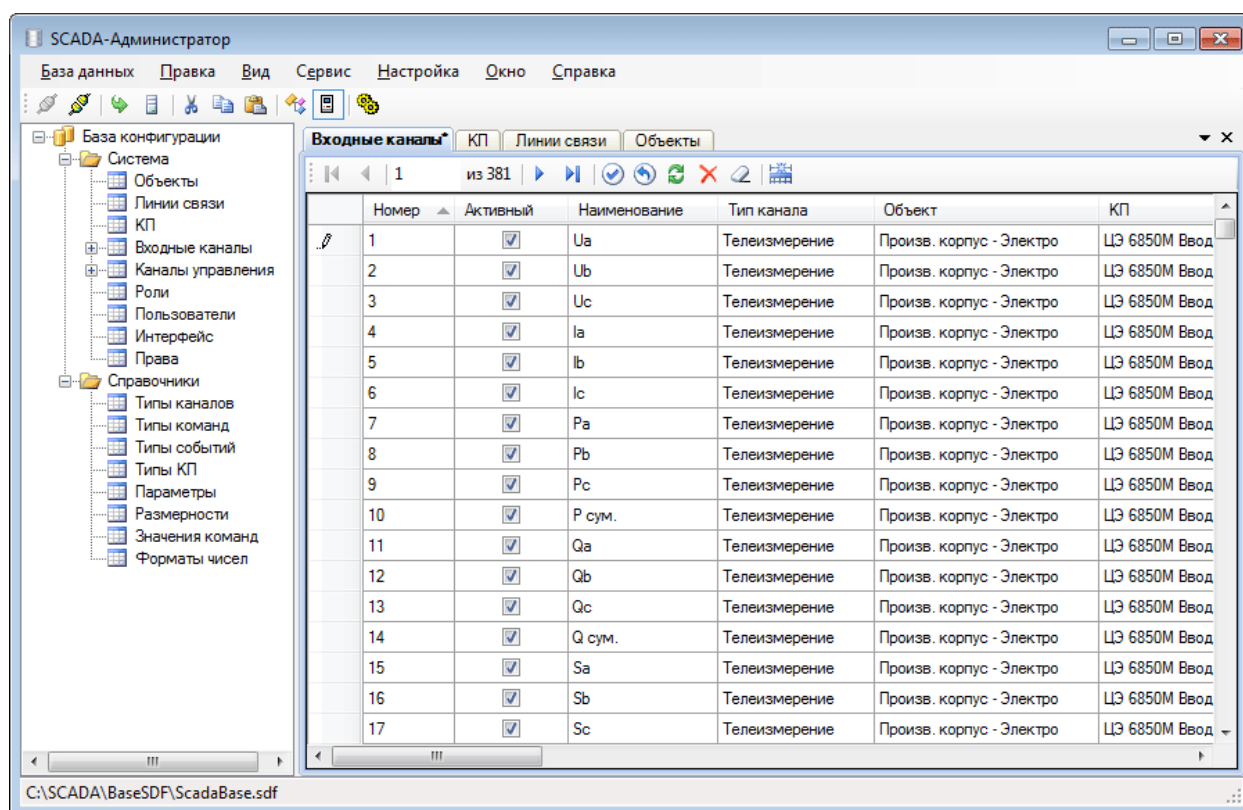 SCADA-Администратор
База данных Правка Вид Сервис Настройка Окно Справка
База конфигурации
Система
Объекты
Линии связи
КП
Входные каналы
Каналы управления
Роли
Пользователи
Интерфейс
Права
Справочники
Типы каналов
Типы команд
Типы событий
Типы КП
Параметры
Размерности
Значения команд
Форматы чисел
Входные каналы* КП Линии связи Объекты
1 из 381
Номер Активный Наименование Тип канала Объект КП
1 Ua Телеизмерение Произв. корпус - Электро ЦЭ 6850М Ввод
2 Ub Телеизмерение Произв. корпус - Электро ЦЭ 6850М Ввод
3 Uc Телеизмерение Произв. корпус - Электро ЦЭ 6850М Ввод
4 Ia Телеизмерение Произв. корпус - Электро ЦЭ 6850М Ввод
5 Ib Телеизмерение Произв. корпус - Электро ЦЭ 6850М Ввод
6 Ic Телеизмерение Произв. корпус - Электро ЦЭ 6850М Ввод
7 Pa Телеизмерение Произв. корпус - Электро ЦЭ 6850М Ввод
8 Pb Телеизмерение Произв. корпус - Электро ЦЭ 6850М Ввод
9 Pc Телеизмерение Произв. корпус - Электро ЦЭ 6850М Ввод
10 P сум. Телеизмерение Произв. корпус - Электро ЦЭ 6850М Ввод
11 Qa Телеизмерение Произв. корпус - Электро ЦЭ 6850М Ввод
12 Qb Телеизмерение Произв. корпус - Электро ЦЭ 6850М Ввод
13 Qc Телеизмерение Произв. корпус - Электро ЦЭ 6850М Ввод
14 Q сум. Телеизмерение Произв. корпус - Электро ЦЭ 6850М Ввод
15 Sa Телеизмерение Произв. корпус - Электро ЦЭ 6850М Ввод
16 Sb Телеизмерение Произв. корпус - Электро ЦЭ 6850М Ввод
17 Sc Телеизмерение Произв. корпус - Электро ЦЭ 6850М Ввод
C:\SCADA\BaseSDF\ScadaBase.sdf